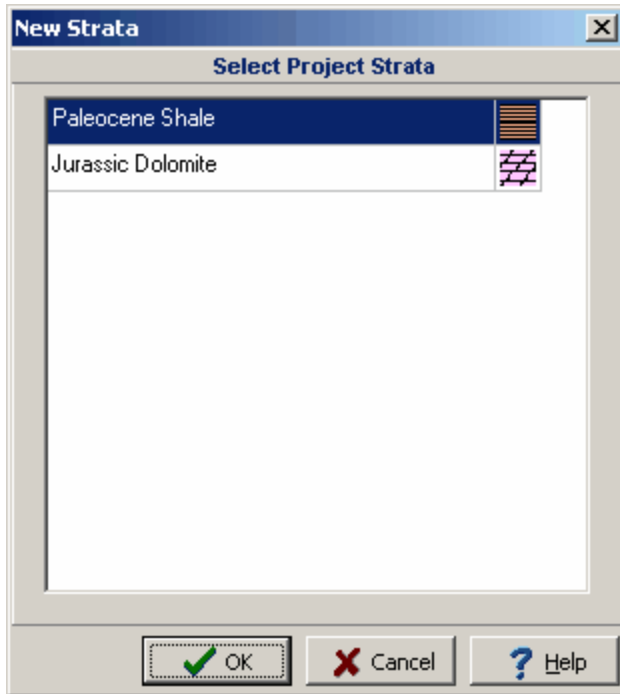 New Strata
Select Project Strata
Paleocene Shale
Jurassic Dolomite
OK
Cancel
Help